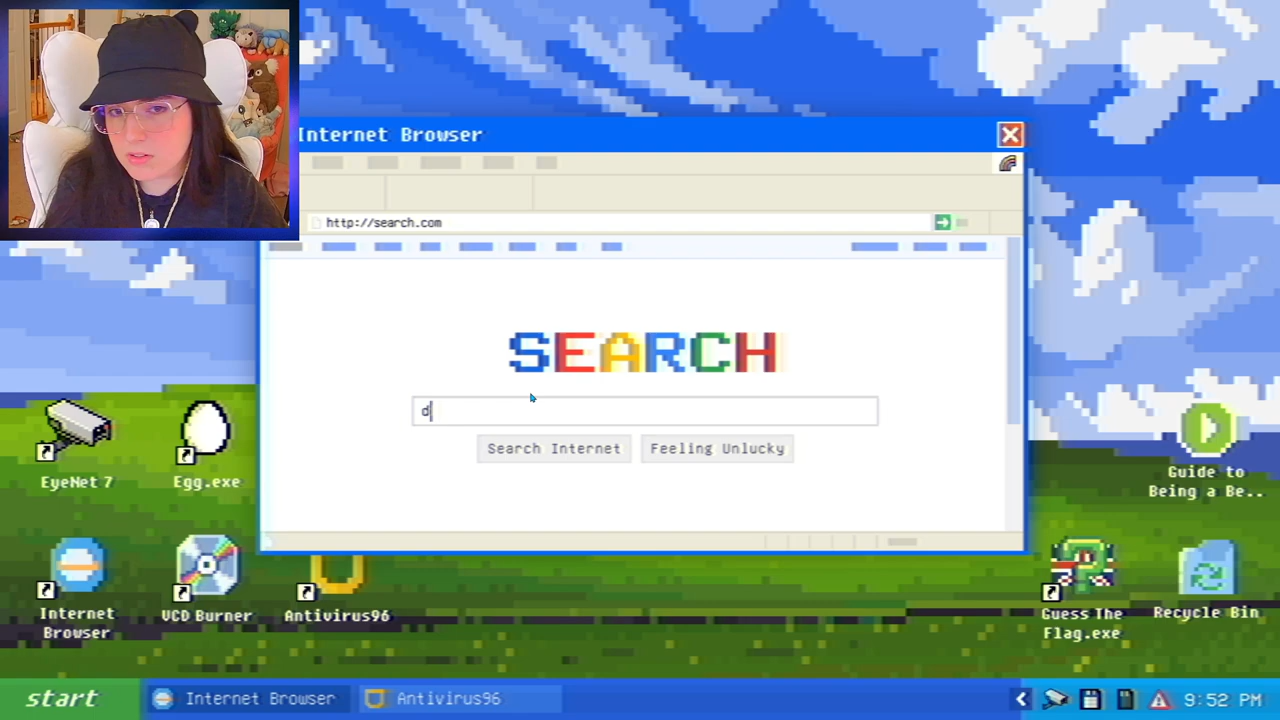 Internet Browser
http://search.com
SEARCH
d
Search Internet
Feeling Unlucky
EyeNet 7
Egg.exe
Guide to
Being a Be..
Internet
Browser
VCD Burner
Antivirus96
Guess The
Flag.exe
Recycle Bin
start
Internet Browser
Antivirus96
9:52 PM